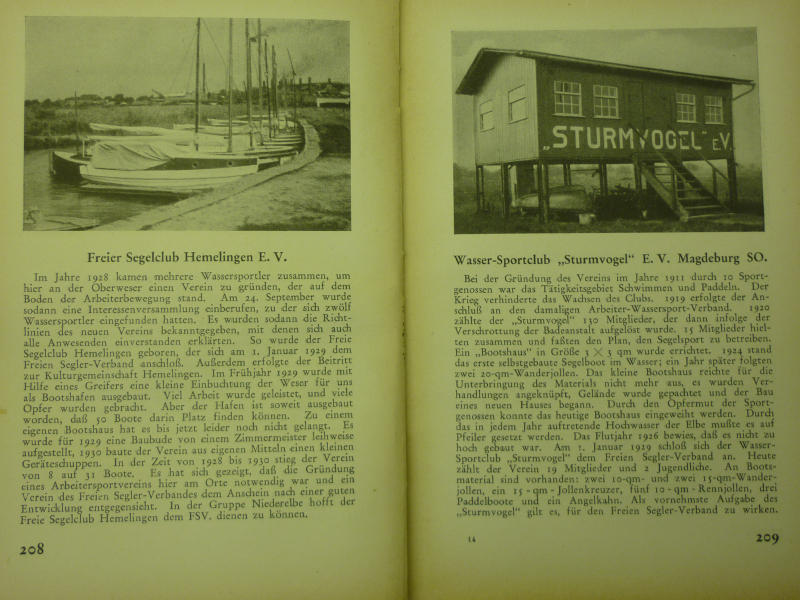 Freier Segelclub Hemelingen E. V.
Im Jahre 1928 kamen mehrere Wassersportler zusammen, um
hier an der Oberweser einen Verein zu gründen, der auf dem
Boden der Arbeiterbewegung stand. Am 24. September wurde
sodann eine Interessenversammlung einberufen, zu der sich zwölf
Wassersportler eingefunden hatten. Es wurden sodann die Richt-
linien des neuen Vereins bekanntgegeben, mit denen sich auch
alle Anwesenden einverstanden erklärten. So wurde der Freie
Segelclub Hemelingen geboren, der sich am 1. Januar 1929 dem
Freien Segler-Verband anschloß. Außerdem erfolgte der Beitritt
zur Kulturgemeinschaft Hemelingen. Im Frühjahr 1929 wurde mit
Hilfe eines Greifers eine kleine Einbuchtung der Weser für uns
als Bootshafen ausgebaut. Viel Arbeit wurde geleistet, und viele
Opfer wurden gebracht. Aber der Hafen ist soweit ausgebaut
worden, daß 50 Boote darin Platz finden können. Zu einem
eigenen Bootshaus hat es bis jetzt leider noch nicht gelangt. Es
wurde für 1929 eine Baubude von einem Zimmermeister leihweise
aufgestellt, 1930 baute der Verein aus eigenen Mitteln einen kleinen
Geräteschuppen. In der Zeit von 1928 bis 1930 stieg der Verein
von 8 auf 31 Boote. Es hat sich gezeigt, daß die Gründung
eines Arbeitersportvereins hier am Orte notwendig war und ein
Verein des Freien Segler-Verbandes dem Anschein nach einer guten
Entwicklung entgegensieht. In der Gruppe Niederelbe hofft der
Freie Segelclub Hemelingen dem FSV. dienen zu können.
208
„STURMVOGEL" E.V.
Wasser-Sportclub „Sturmvogel" E. V. Magdeburg SO.
Bei der Gründung des Vereins im Jahre 1911 durch 10 Sport-
genossen war das Tätigkeitsgebiet Schwimmen und Paddeln. Der
Krieg verhinderte das Wachsen des Clubs. 1919 erfolgte der An-
schluß an den damaligen Arbeiter-Wassersport-Verband. 1920
zählte der „Sturmvogel" 130 Mitglieder, der dann infolge der
Verschrottung der Badeanstalt aufgelöst wurde. 15 Mitglieder hiel-
ten zusammen und faßten den Plan, den Segelsport zu betreiben.
Ein „Bootshaus" in Größe 3 × 3 qm wurde errichtet. 1924 stand
das erste selbstgebaute Segelboot im Wasser; ein Jahr später folgten
zwei 20-qm-Wanderjollen. Das kleine Bootshaus reichte für die
Unterbringung des Materials nicht mehr aus, es wurden Ver-
handlungen angeknüpft, Gelände wurde gepachtet und der Bau
eines neuen Hauses begann. Durch den Opfermut der Sport-
genossen konnte das heutige Bootshaus eingeweiht werden. Durch
das in jedem Jahr auftretende Hochwasser der Elbe mußte es auf
Pfeiler gesetzt werden. Das Flutjahr 1926 bewies, daß es nicht zu
hoch gebaut war. Am 1. Januar 1929 schloß sich der Wasser-
Sportclub „Sturmvogel" dem Freien Segler-Verband an. Heute
zählt der Verein 19 Mitglieder und 2 Jugendliche. An Boots-
material sind vorhanden: zwei 10-qm- und zwei 15-qm-Wander-
jollen, ein 15-qm-Jollenkreuzer, fünf 10-qm-Rennjollen, drei
Paddelboote und ein Angelkahn. Als vornehmste Aufgabe des
„Sturmvogel" gilt es, für den Freien Segler-Verband zu wirken.
14
209